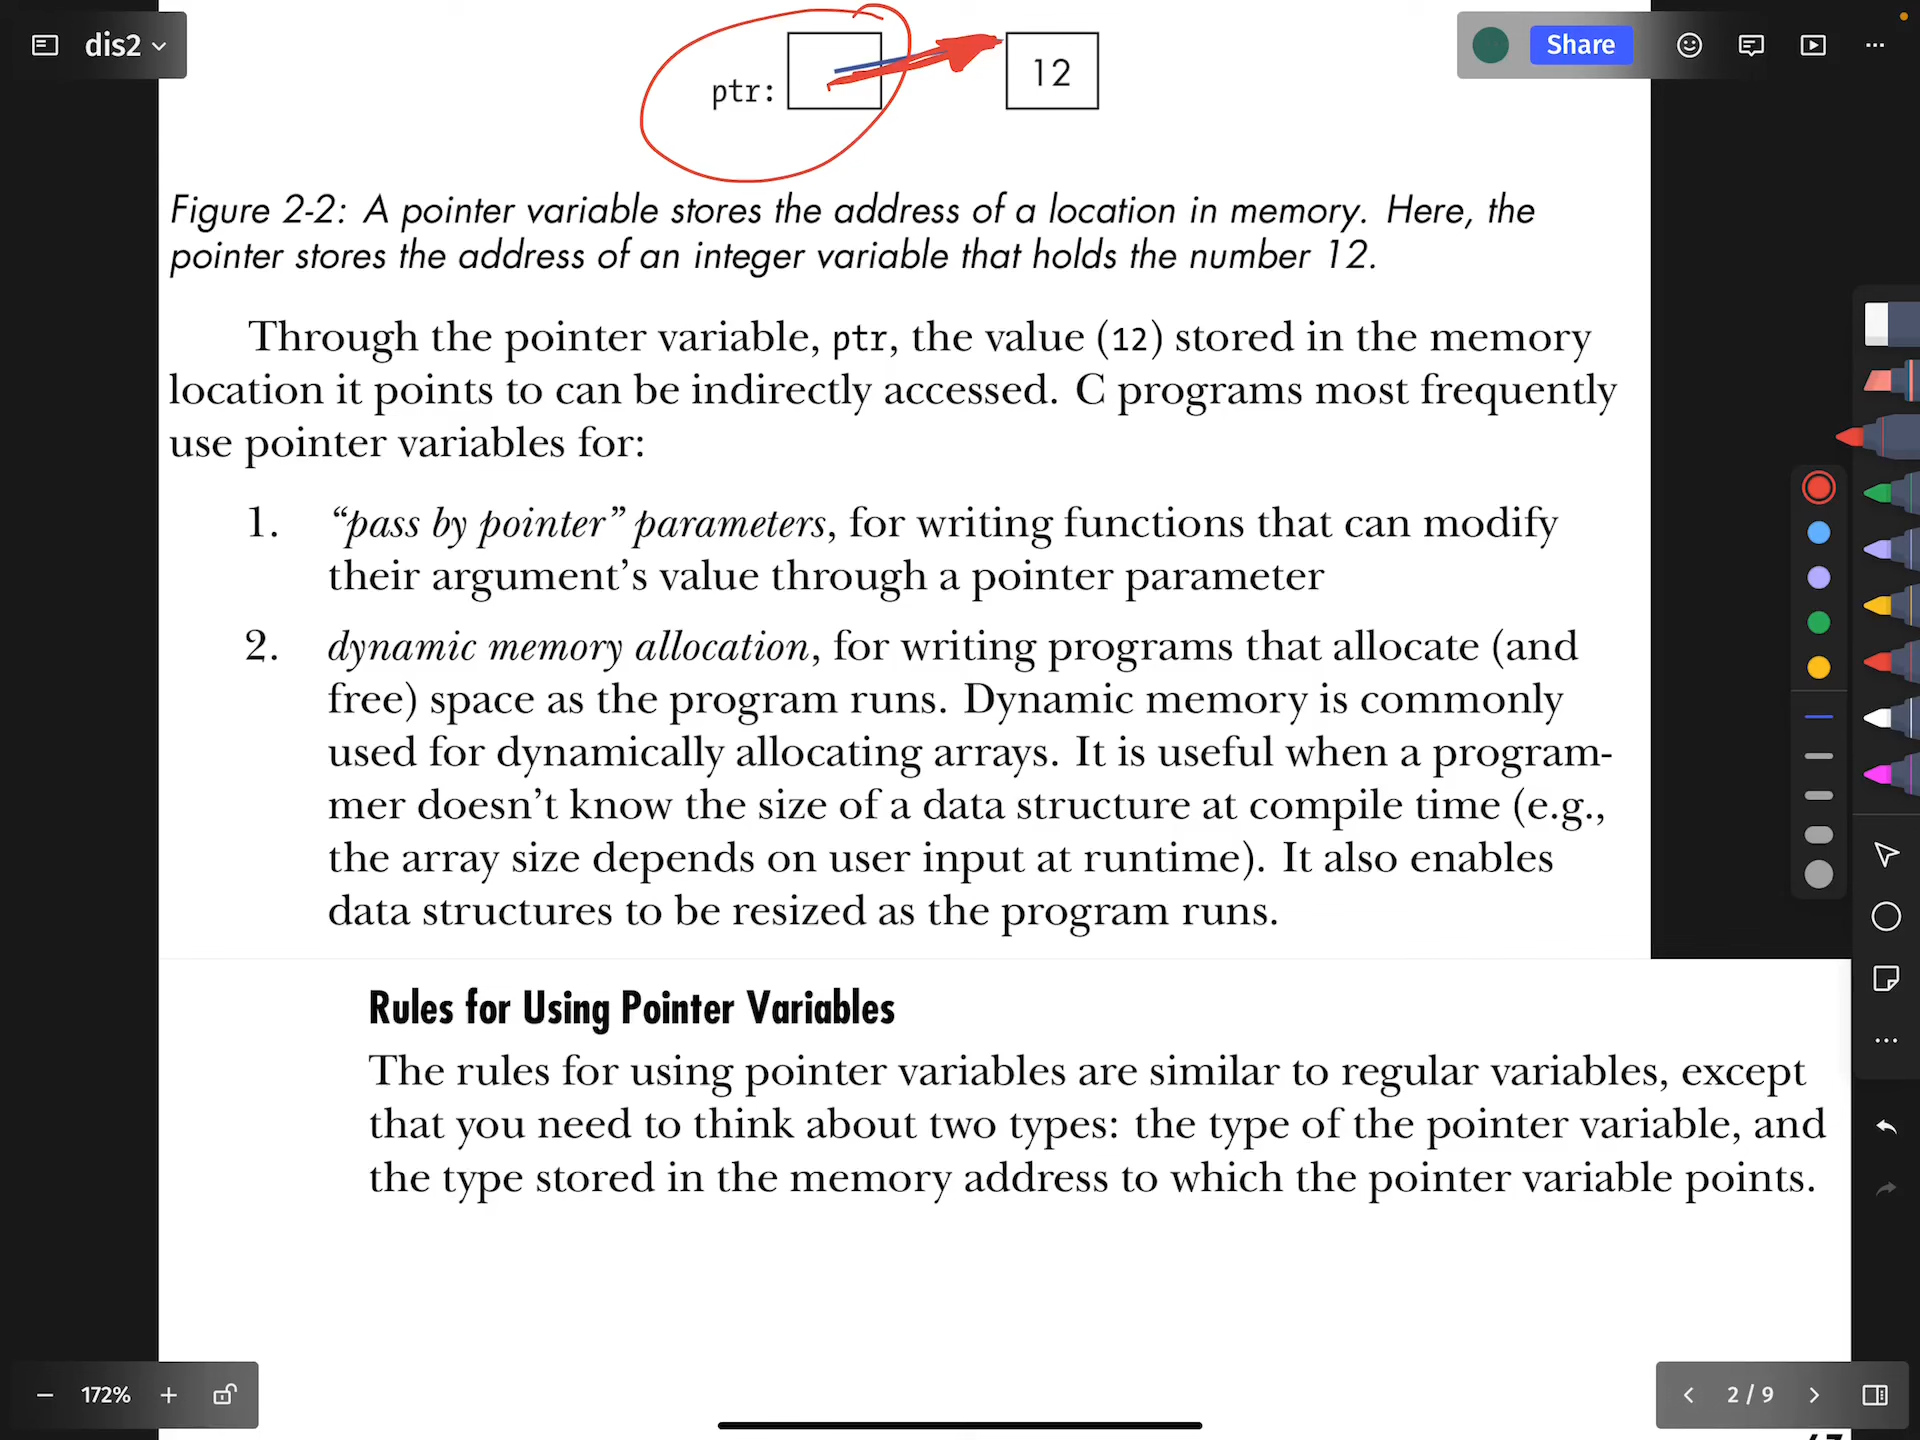 dis2
Share
ptr:
12
Figure 2-2: A pointer variable stores the address of a location in memory. Here, the
pointer stores the address of an integer variable that holds the number 12.
Through the pointer variable, ptr, the value (12) stored in the memory
location it points to can be indirectly accessed. C programs most frequently
use pointer variables for:
1. “pass by pointer” parameters, for writing functions that can modify
their argument’s value through a pointer parameter
2. dynamic memory allocation, for writing programs that allocate (and
free) space as the program runs. Dynamic memory is commonly
used for dynamically allocating arrays. It is useful when a program-
mer doesn’t know the size of a data structure at compile time (e.g.,
the array size depends on user input at runtime). It also enables
data structures to be resized as the program runs.
Rules for Using Pointer Variables
The rules for using pointer variables are similar to regular variables, except
that you need to think about two types: the type of the pointer variable, and
the type stored in the memory address to which the pointer variable points.
172%
2 / 9